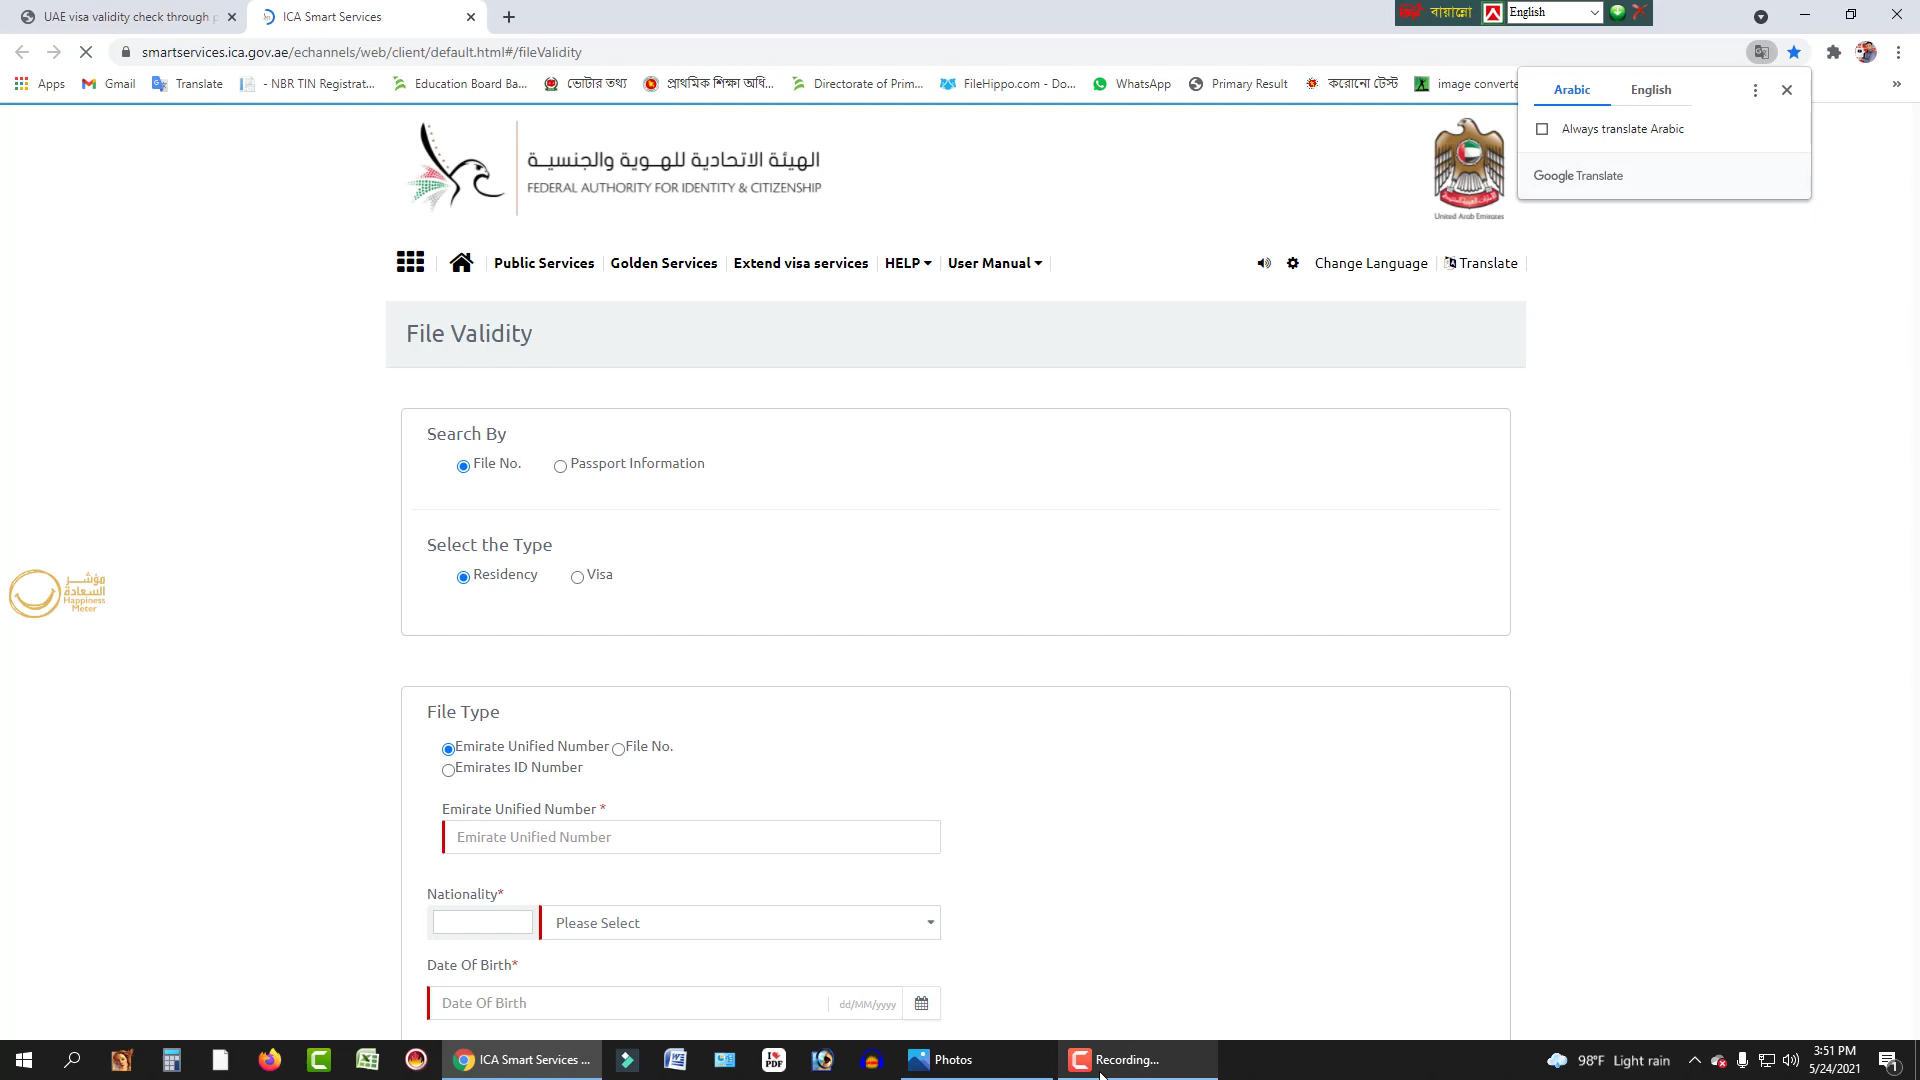 UAE visa validity check through p
ICA Smart Services
বায়ান্নো
English
smartservices.ica.gov.ae/echannels/web/client/default.html#/fileValidity
Apps
Gmail
Translate
- NBR TIN Registrat...
Education Board Ba...
ভোটার তথ্য
প্রাথমিক শিক্ষা অধি...
Directorate of Prim...
FileHippo.com - Do...
WhatsApp
Primary Result
করোনো টেস্ট
image converte
»
Arabic
English
Always translate Arabic
Google Translate
الهيئة الاتحادية للهوية والجنسية
FEDERAL AUTHORITY FOR IDENTITY & CITIZENSHIP
United Arab Emirates
Public Services
Golden Services
Extend visa services
HELP
User Manual
Change Language
Translate
File Validity
Search By
File No.
Passport Information
Select the Type
Residency
Visa
مؤشر
السعادة
Happiness
Meter
File Type
Emirate Unified Number
File No.
Emirates ID Number
Emirate Unified Number *
Emirate Unified Number
Nationality*
Please Select
Date Of Birth*
Date Of Birth
dd/MM/yyyy
ICA Smart Services ...
I PDF
Photos
Recording...
98°F Light rain
3:51 PM
5/24/2021
1